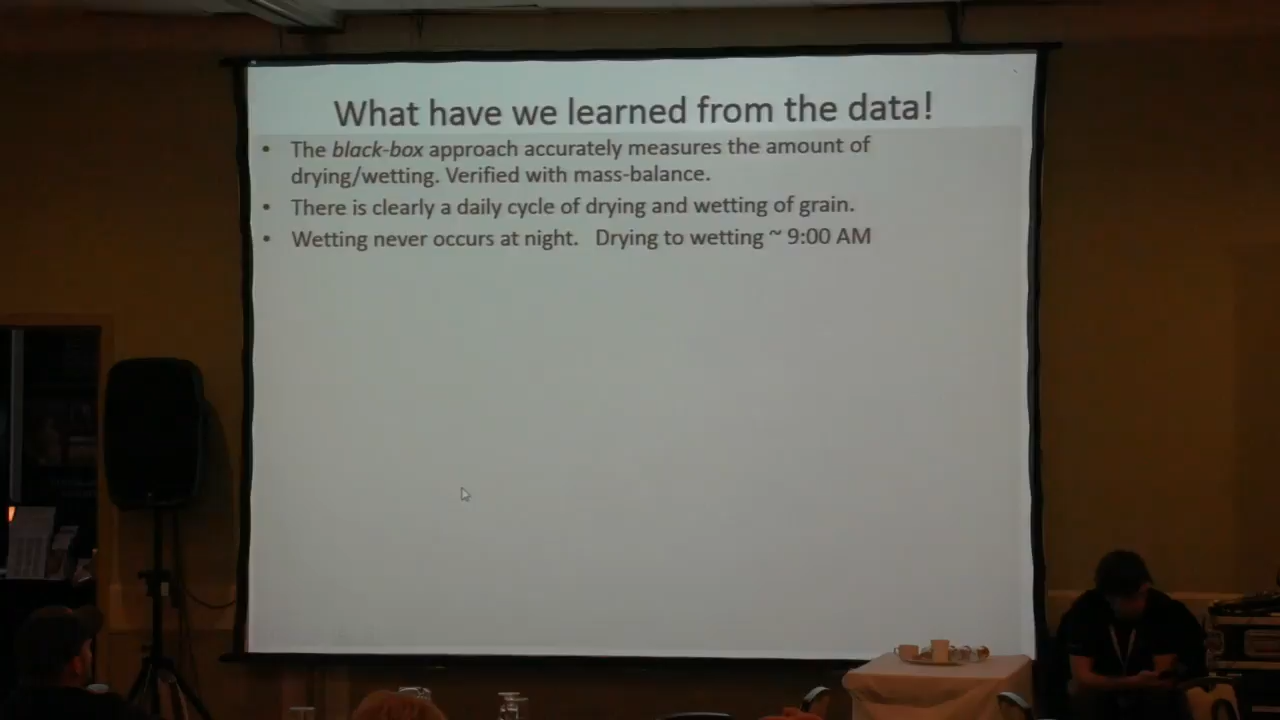 What have we learned from the data!
• The black-box approach accurately measures the amount of
drying/wetting. Verified with mass-balance.
• There is clearly a daily cycle of drying and wetting of grain.
• Wetting never occurs at night. Drying to wetting ~ 9:00 AM